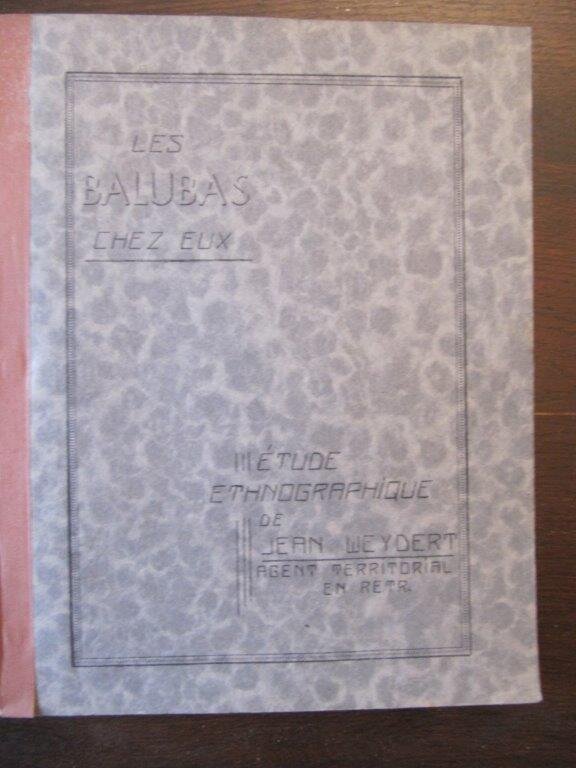 LES
BALUBAS
CHEZ EUX
ÉTUDE
ETHNOGRAPHIQUE
DE
JEAN WEYDERT
AGENT TERRITORIAL
EN RETR.